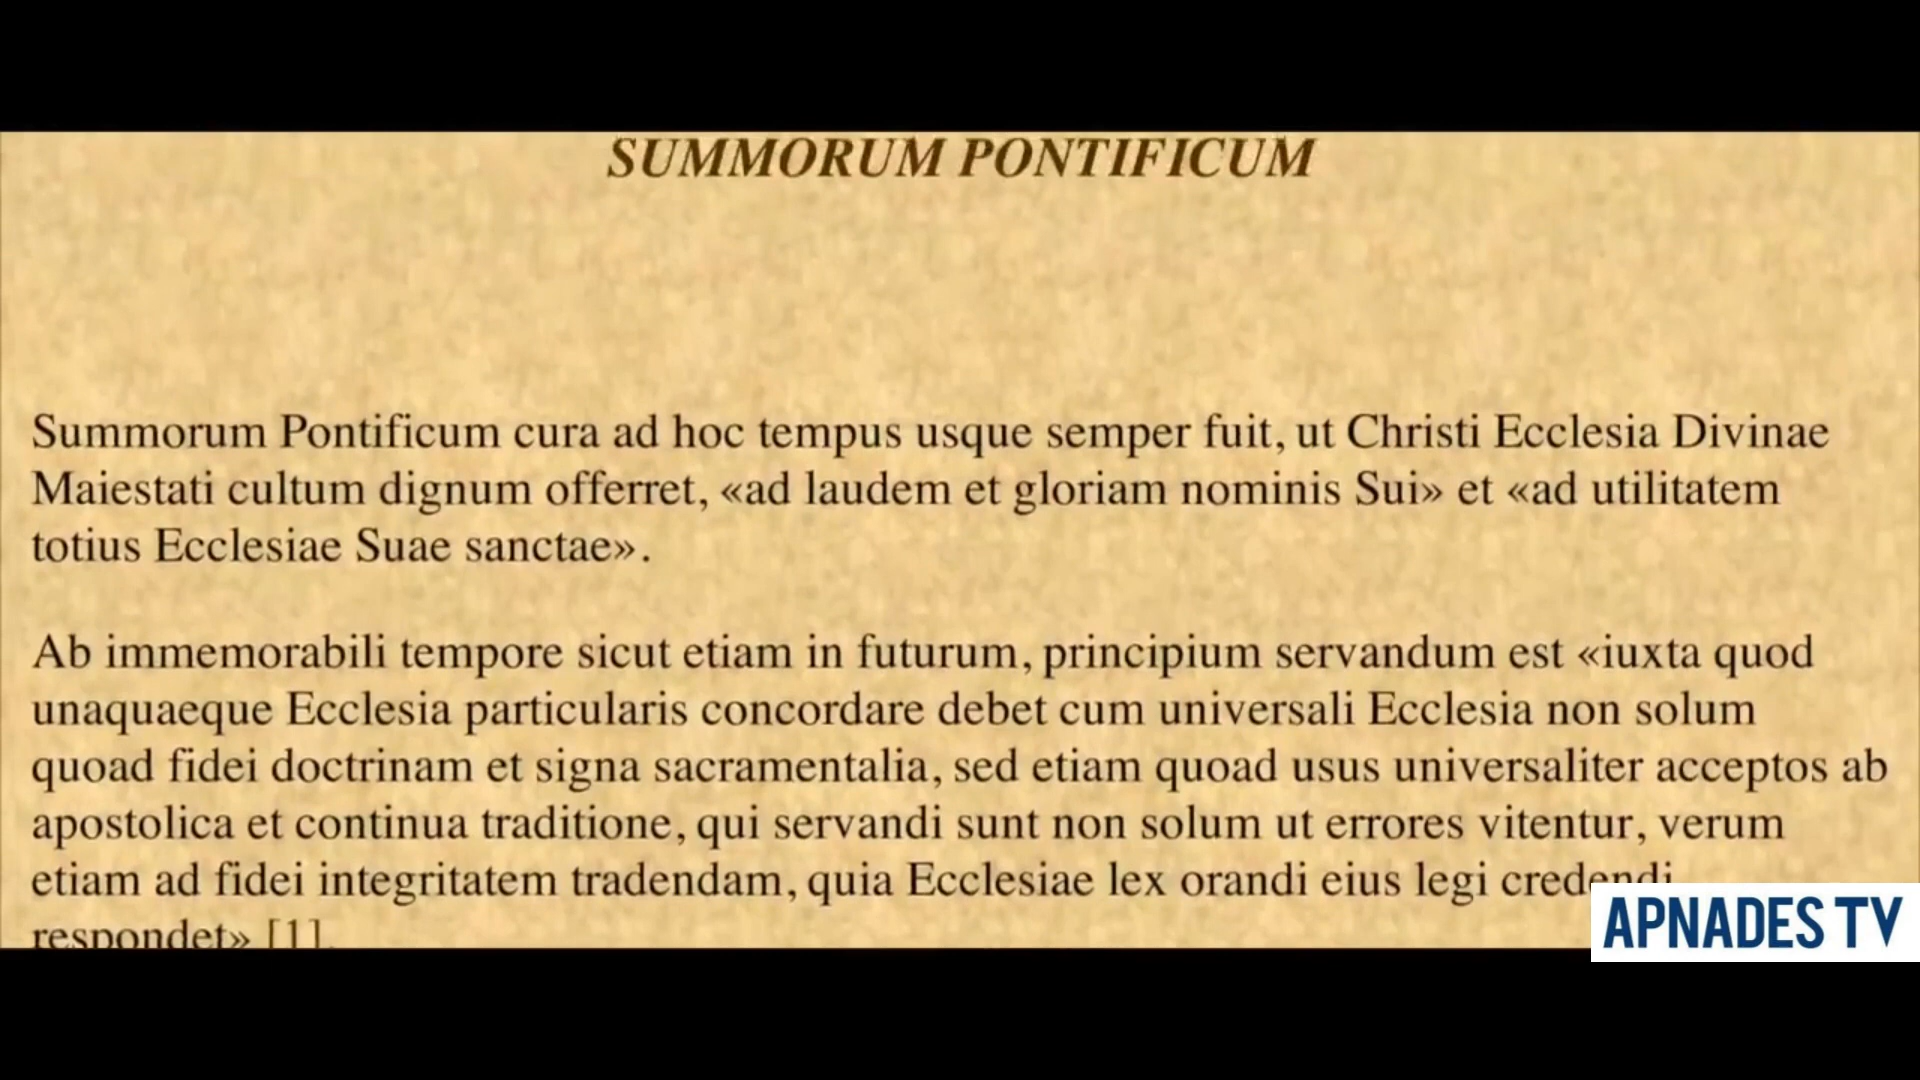 SUMMORUM PONTIFICUM
Summorum Pontificum cura ad hoc tempus usque semper fuit, ut Christi Ecclesia Divinae
Maiestati cultum dignum offerret, «ad laudem et gloriam nominis Sui» et «ad utilitatem
totius Ecclesiae Suae sanctae».
Ab immemorabili tempore sicut etiam in futurum, principium servandum est «iuxta quod
unaquaeque Ecclesia particularis concordare debet cum universali Ecclesia non solum
quoad fidei doctrinam et signa sacramentalia, sed etiam quoad usus universaliter acceptos ab
apostolica et continua traditione, qui servandi sunt non solum ut errores vitentur, verum
etiam ad fidei integritatem tradendam, quia Ecclesiae lex orandi eius legi credendi
respondet» [1].
APNADES TV